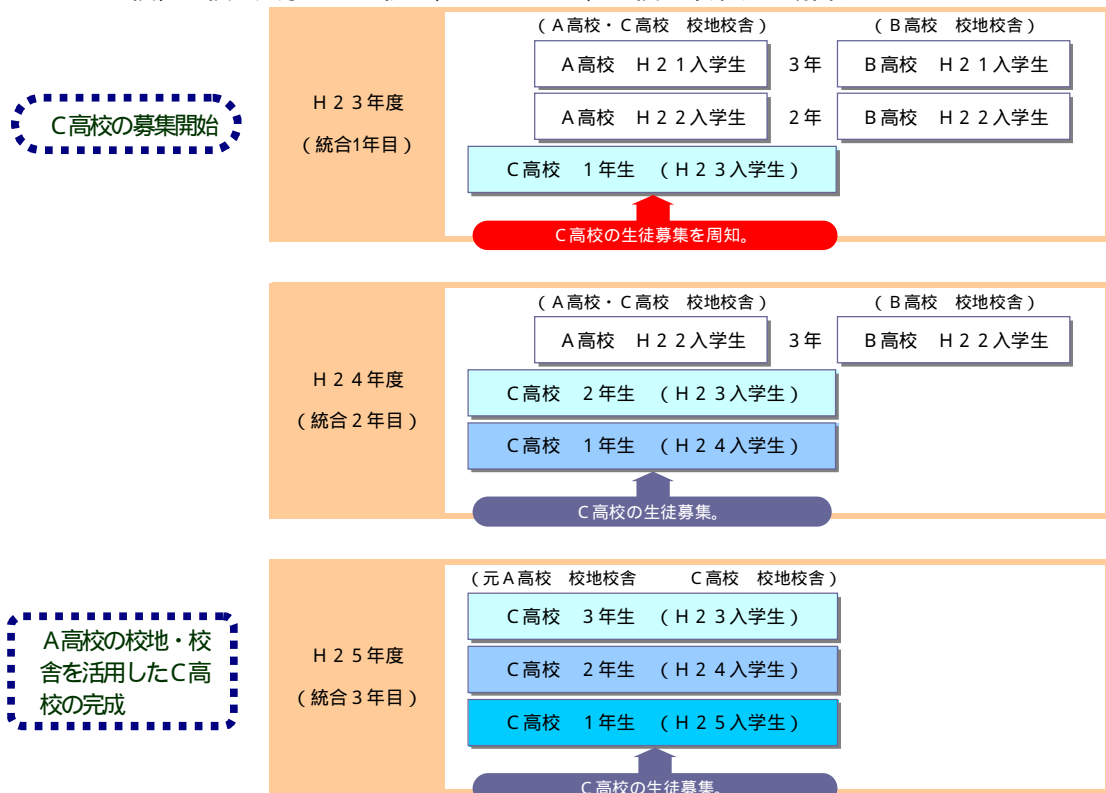 (A高校・C高校 校地校舎) (B高校 校地校舎)
A高校 H21入学生 3年 B高校 H21入学生
C高校の募集開始
H23年度
(統合1年目)
A高校 H22入学生 2年 B高校 H22入学生
C高校 1年生 (H23入学生)
C高校の生徒募集を周知。
(A高校・C高校 校地校舎) (B高校 校地校舎)
A高校 H22入学生 3年 B高校 H22入学生
H24年度
(統合2年目)
C高校 2年生 (H23入学生)
C高校 1年生 (H24入学生)
C高校の生徒募集。
(元A高校 校地校舎 C高校 校地校舎)
A高校の校地・校
舎を活用したC高
校の完成
H25年度
(統合3年目)
C高校 3年生 (H23入学生)
C高校 2年生 (H24入学生)
C高校 1年生 (H25入学生)
C高校の生徒募集。